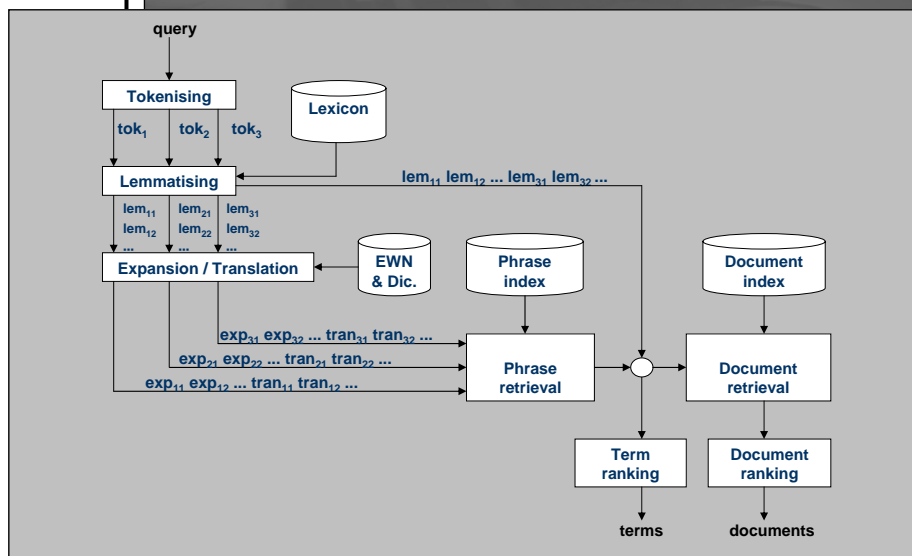 query
Tokenising
Lexicon
tok₁ tok₂ tok₃
Lemmatising
lem₁₁ lem₁₂ ... lem₃₁ lem₃₂ ...
lem₁₁ lem₂₁ lem₃₁
lem₁₂ lem₂₂ lem₃₂
... ... ...
Expansion / Translation
EWN
& Dic.
Phrase
index
Document
index
exp₃₁ exp₃₂ ... tran₃₁ tran₃₂ ...
exp₂₁ exp₂₂ ... tran₂₁ tran₂₂ ...
exp₁₁ exp₁₂ ... tran₁₁ tran₁₂ ...
Phrase
retrieval
Document
retrieval
Term
ranking
Document
ranking
terms
documents